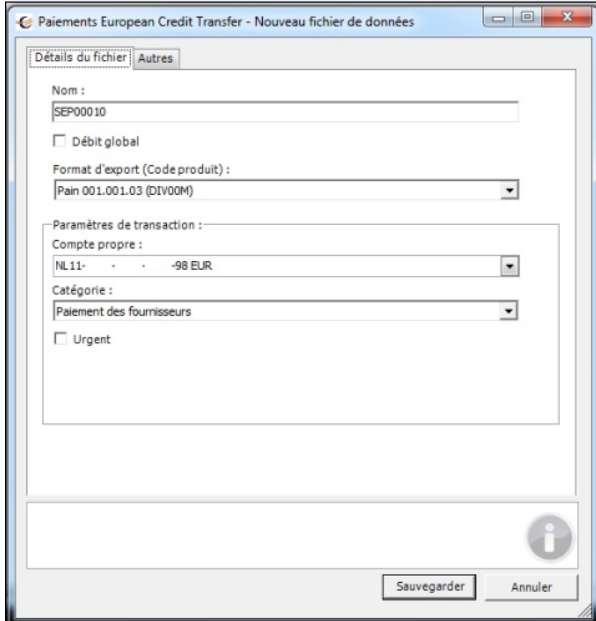 Paiements European Credit Transfer - Nouveau fichier de données
Détails du fichier Autres
Nom :
SEP00010
Débit global
Format d'export (Code produit) :
Pain 001.001.03 (DIV00M)
Paramètres de transaction :
Compte propre :
NL11- - - -98 EUR
Catégorie :
Paiement des fournisseurs
Urgent
Sauvegarder Annuler